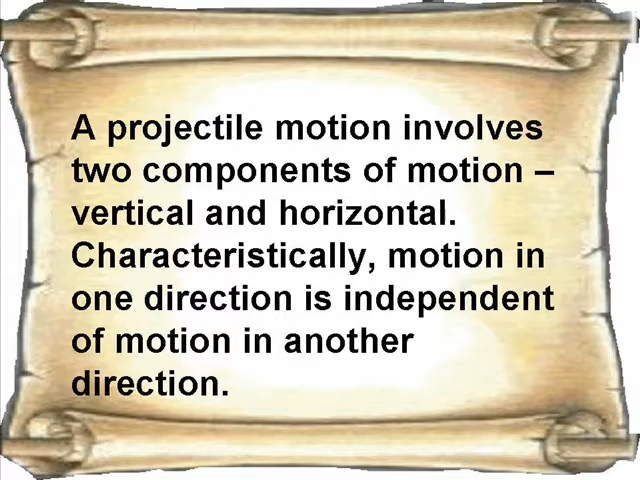 A projectile motion involves
two components of motion –
vertical and horizontal.
Characteristically, motion in
one direction is independent
of motion in another
direction.